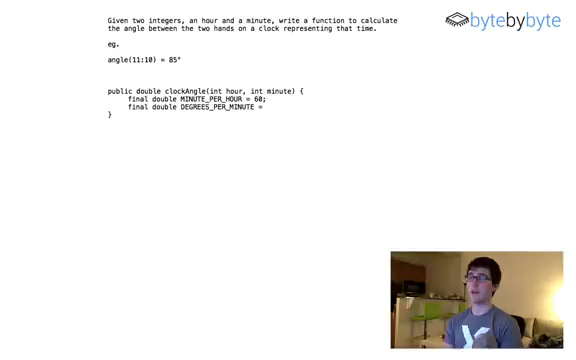 Given two integers, an hour and a minute, write a function to calculate
the angle between the two hands on a clock representing that time.
eg.
angle(11:10) = 85°
public double clockAngle(int hour, int minute) {
final double MINUTE_PER_HOUR = 60;
final double DEGREES_PER_MINUTE =
}
bytebybyte